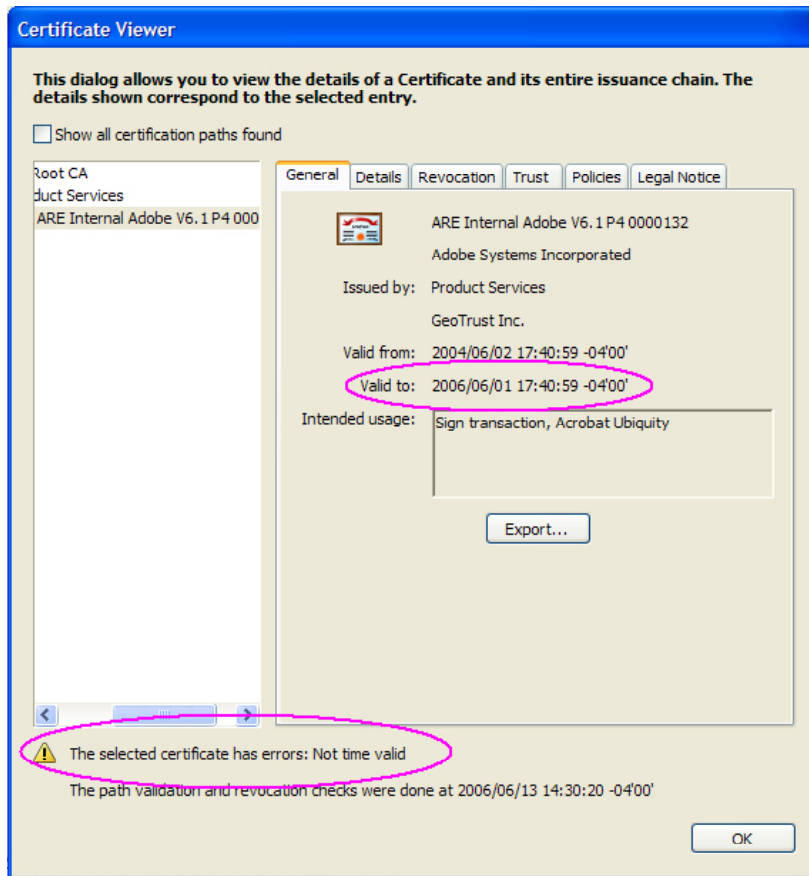 Certificate Viewer
This dialog allows you to view the details of a Certificate and its entire issuance chain. The
details shown correspond to the selected entry.
Show all certification paths found
Root CA
duct Services
ARE Internal Adobe V6.1 P4 000
General Details Revocation Trust Policies Legal Notice
ARE Internal Adobe V6.1 P4 0000132
Adobe Systems Incorporated
Issued by: Product Services
GeoTrust Inc.
Valid from: 2004/06/02 17:40:59 -04'00'
Valid to: 2006/06/01 17:40:59 -04'00'
Intended usage: Sign transaction, Acrobat Ubiquity
Export...
The selected certificate has errors: Not time valid
The path validation and revocation checks were done at 2006/06/13 14:30:20 -04'00'
OK